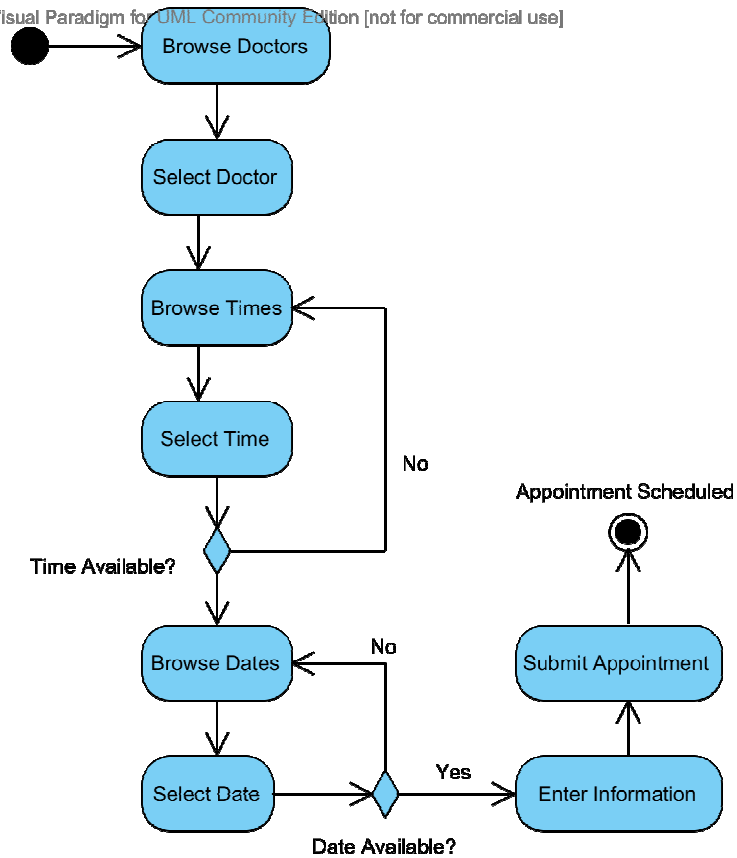 Visual Paradigm for UML Community Edition [not for commercial use]
Browse Doctors
Select Doctor
Browse Times
Select Time
No
Appointment Scheduled
Time Available?
No
Browse Dates
Submit Appointment
Yes
Select Date
Enter Information
Date Available?